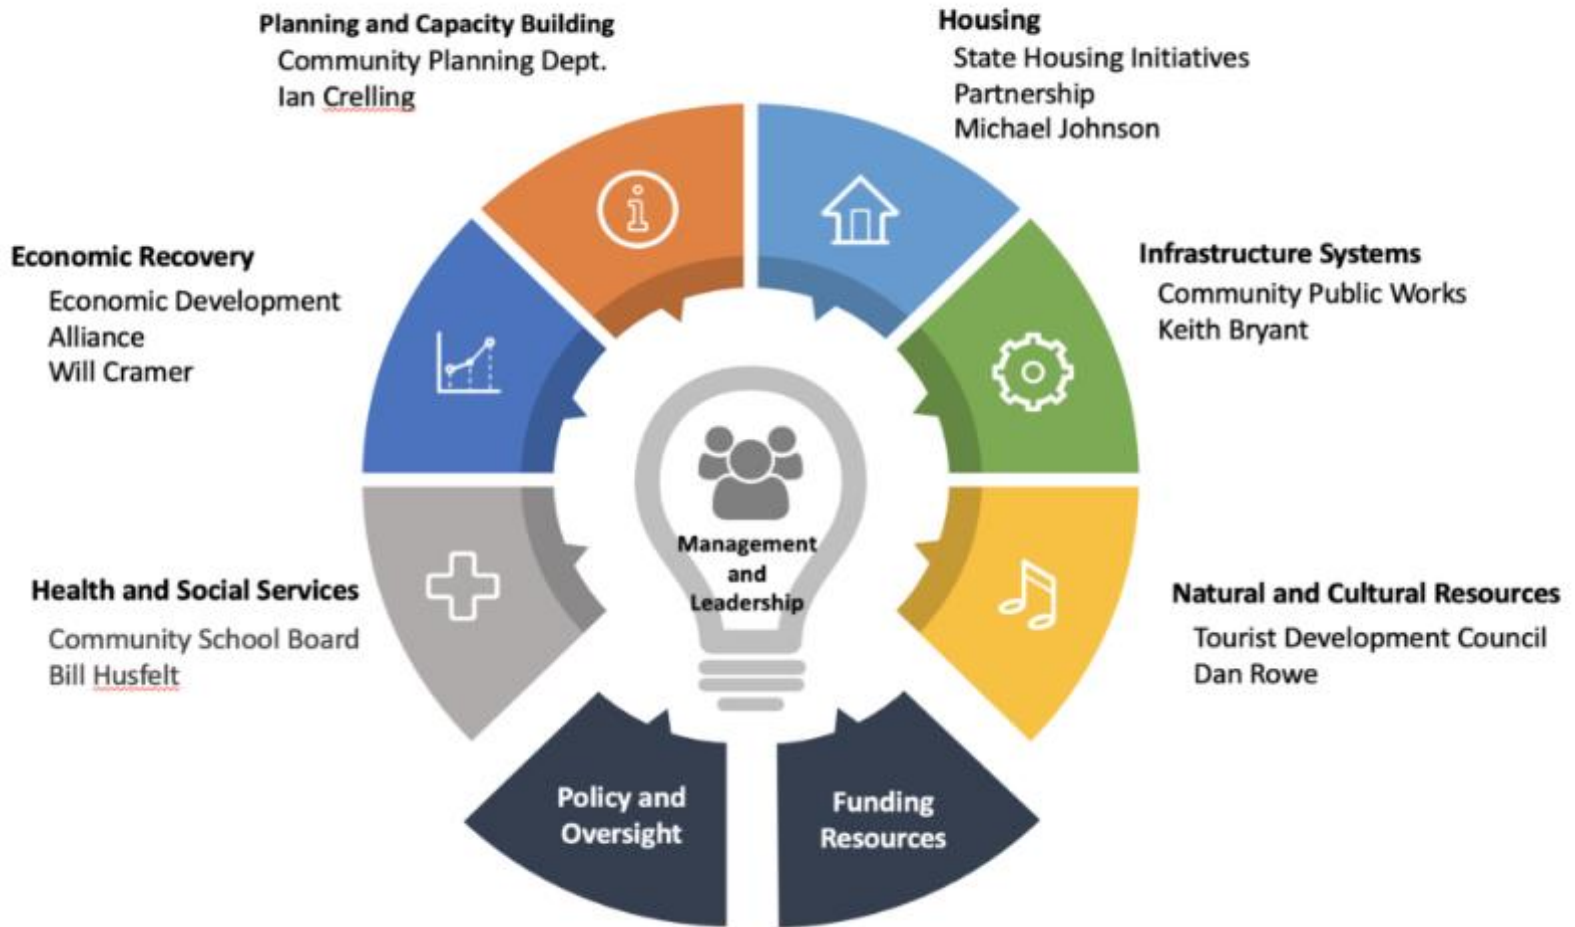 Planning and Capacity Building
Community Planning Dept.
Ian Crelling
Housing
State Housing Initiatives
Partnership
Michael Johnson
Economic Recovery
Economic Development
Alliance
Will Cramer
Infrastructure Systems
Community Public Works
Keith Bryant
Management
and
Leadership
Health and Social Services
Community School Board
Bill Husfelt
Natural and Cultural Resources
Tourist Development Council
Dan Rowe
Policy and
Oversight
Funding
Resources